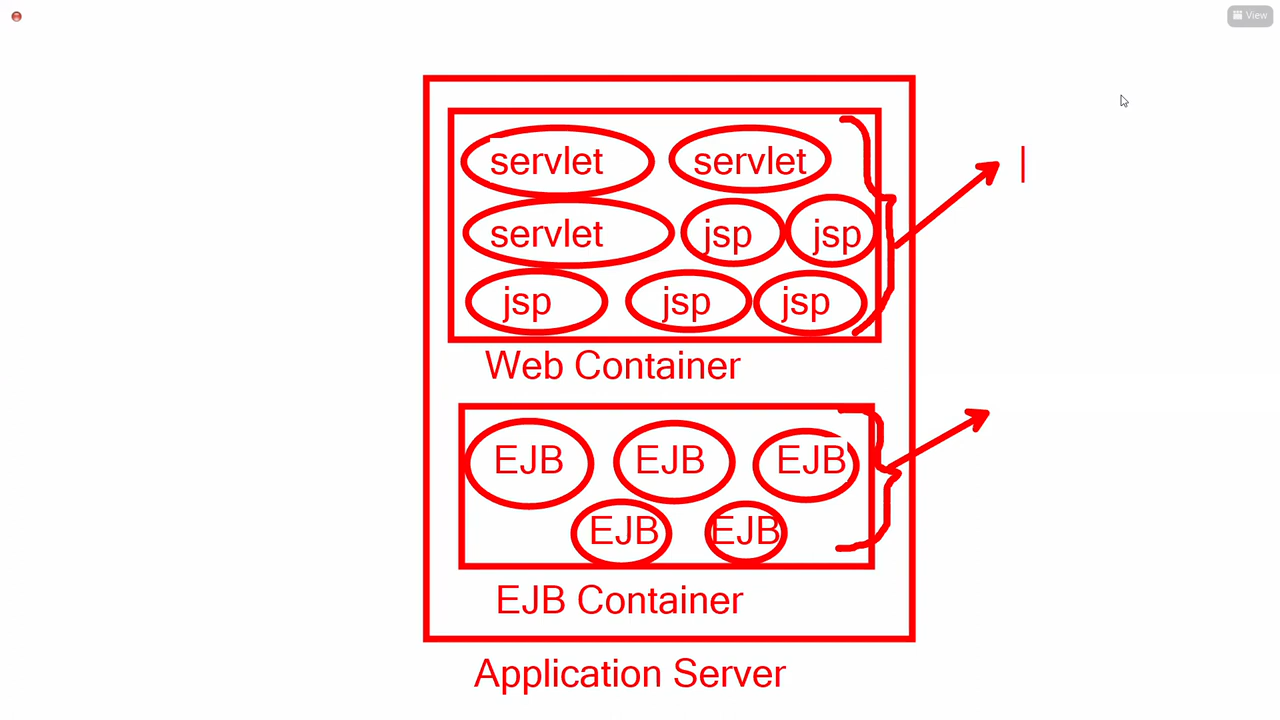 View
servlet servlet
servlet jsp jsp
jsp jsp jsp
Web Container
EJB EJB EJB
EJB EJB
EJB Container
Application Server